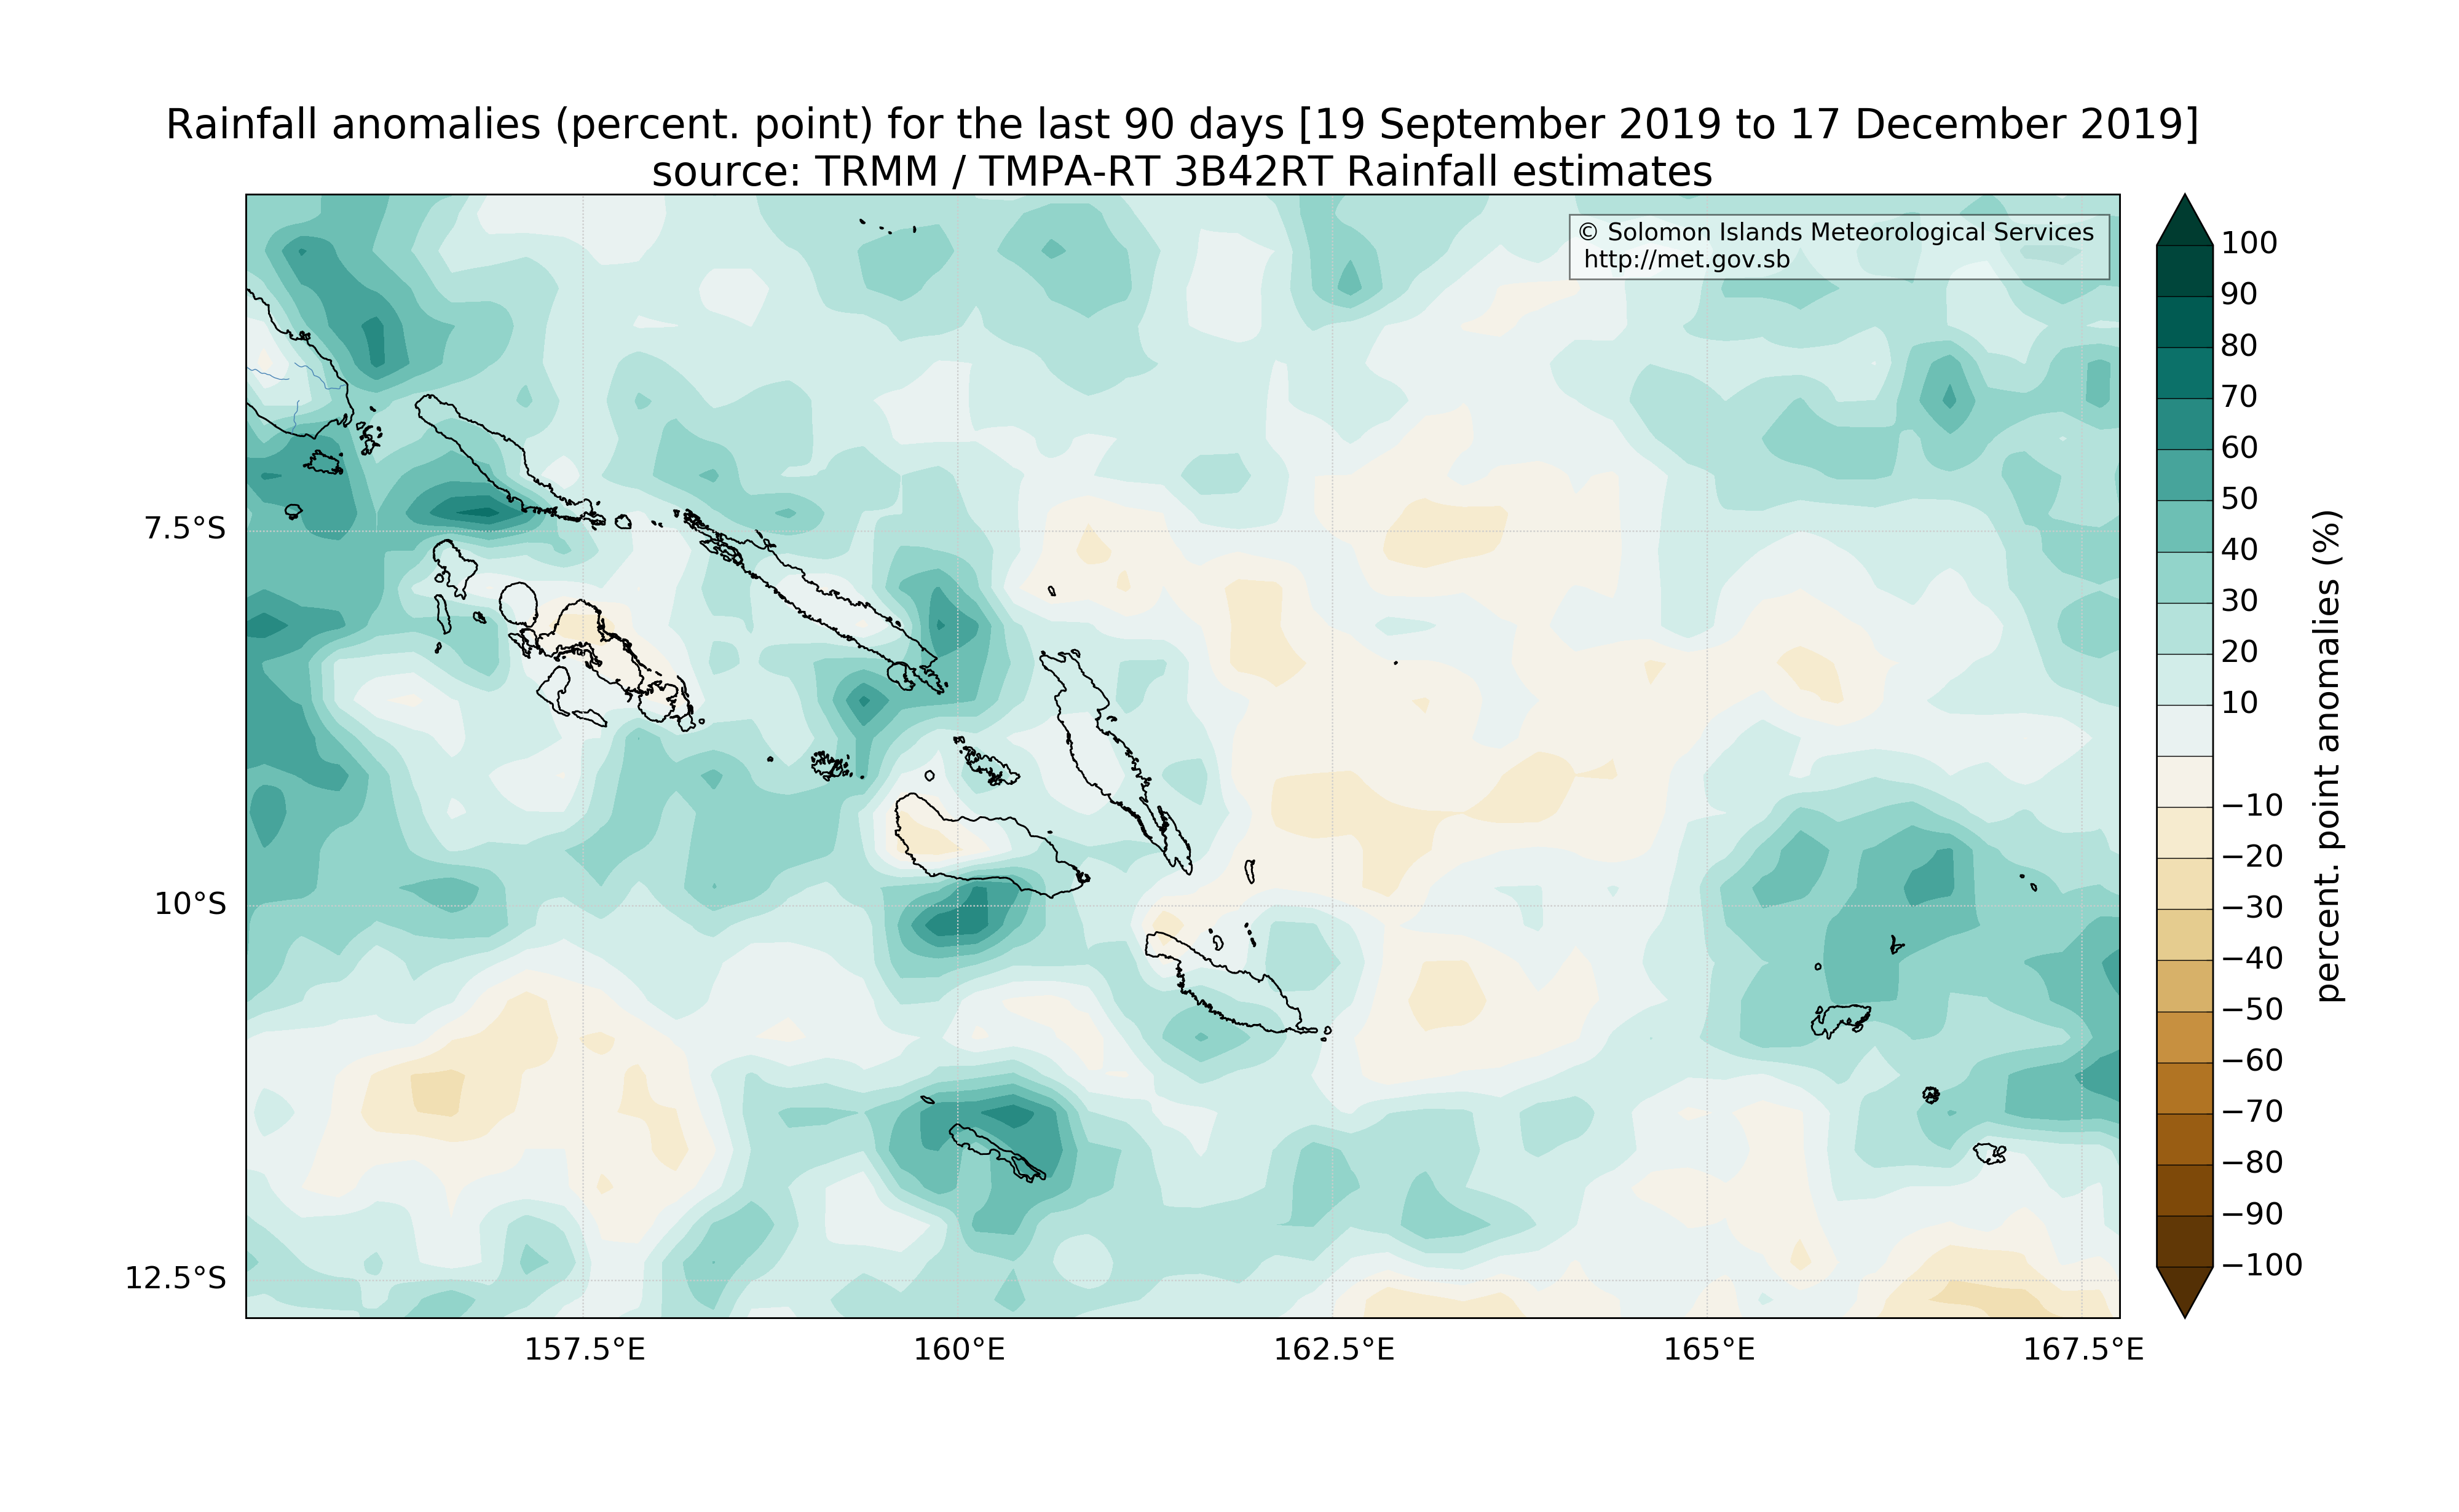 Rainfall anomalies (percent. point) for the last 90 days [19 September 2019 to 17 December 2019]
source: TRMM / TMPA-RT 3B42RT Rainfall estimates
© Solomon Islands Meteorological Services
http://met.gov.sb
7.5°S
10°S
12.5°S
157.5°E
160°E
162.5°E
165°E
167.5°E
100
90
80
70
60
50
40
30
20
10
−10
−20
−30
−40
−50
−60
−70
−80
−90
−100
percent. point anomalies (%)